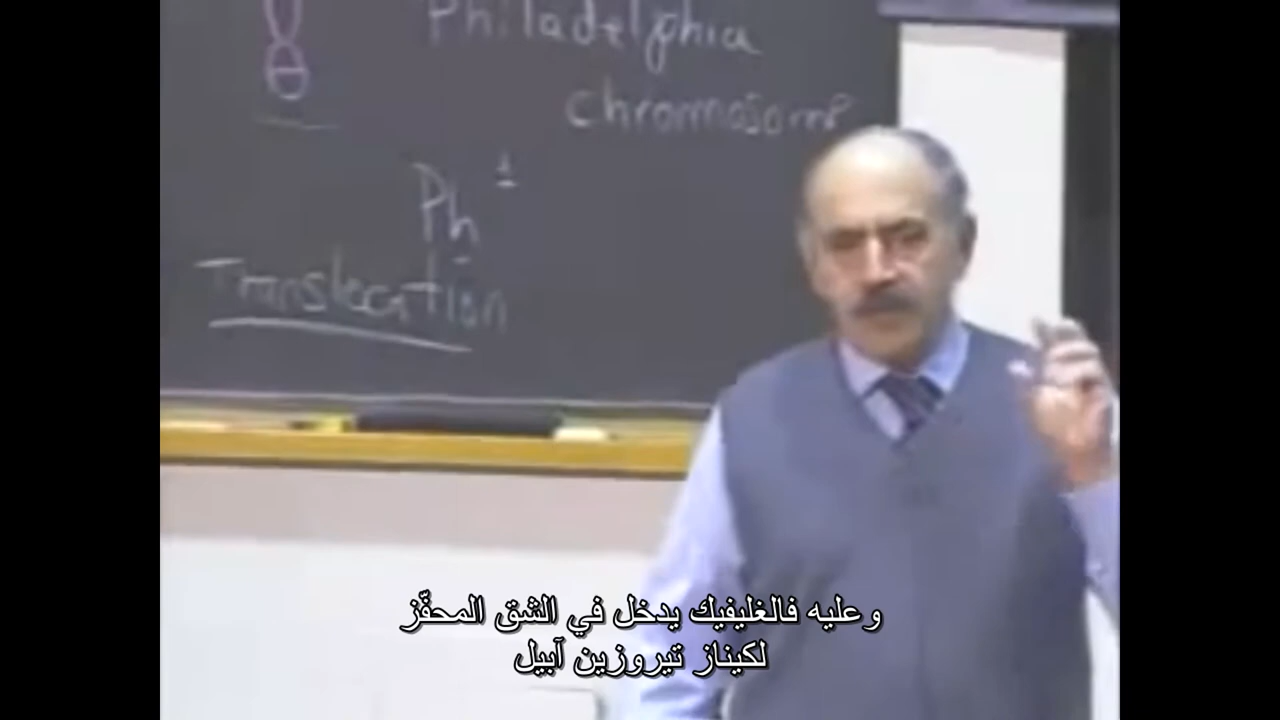 Philadelphia
chromosome
Ph +
Translocation
وعليه فالغليفيك يدخل في الشق المحفّز
لكيناز تيروزين آبيل